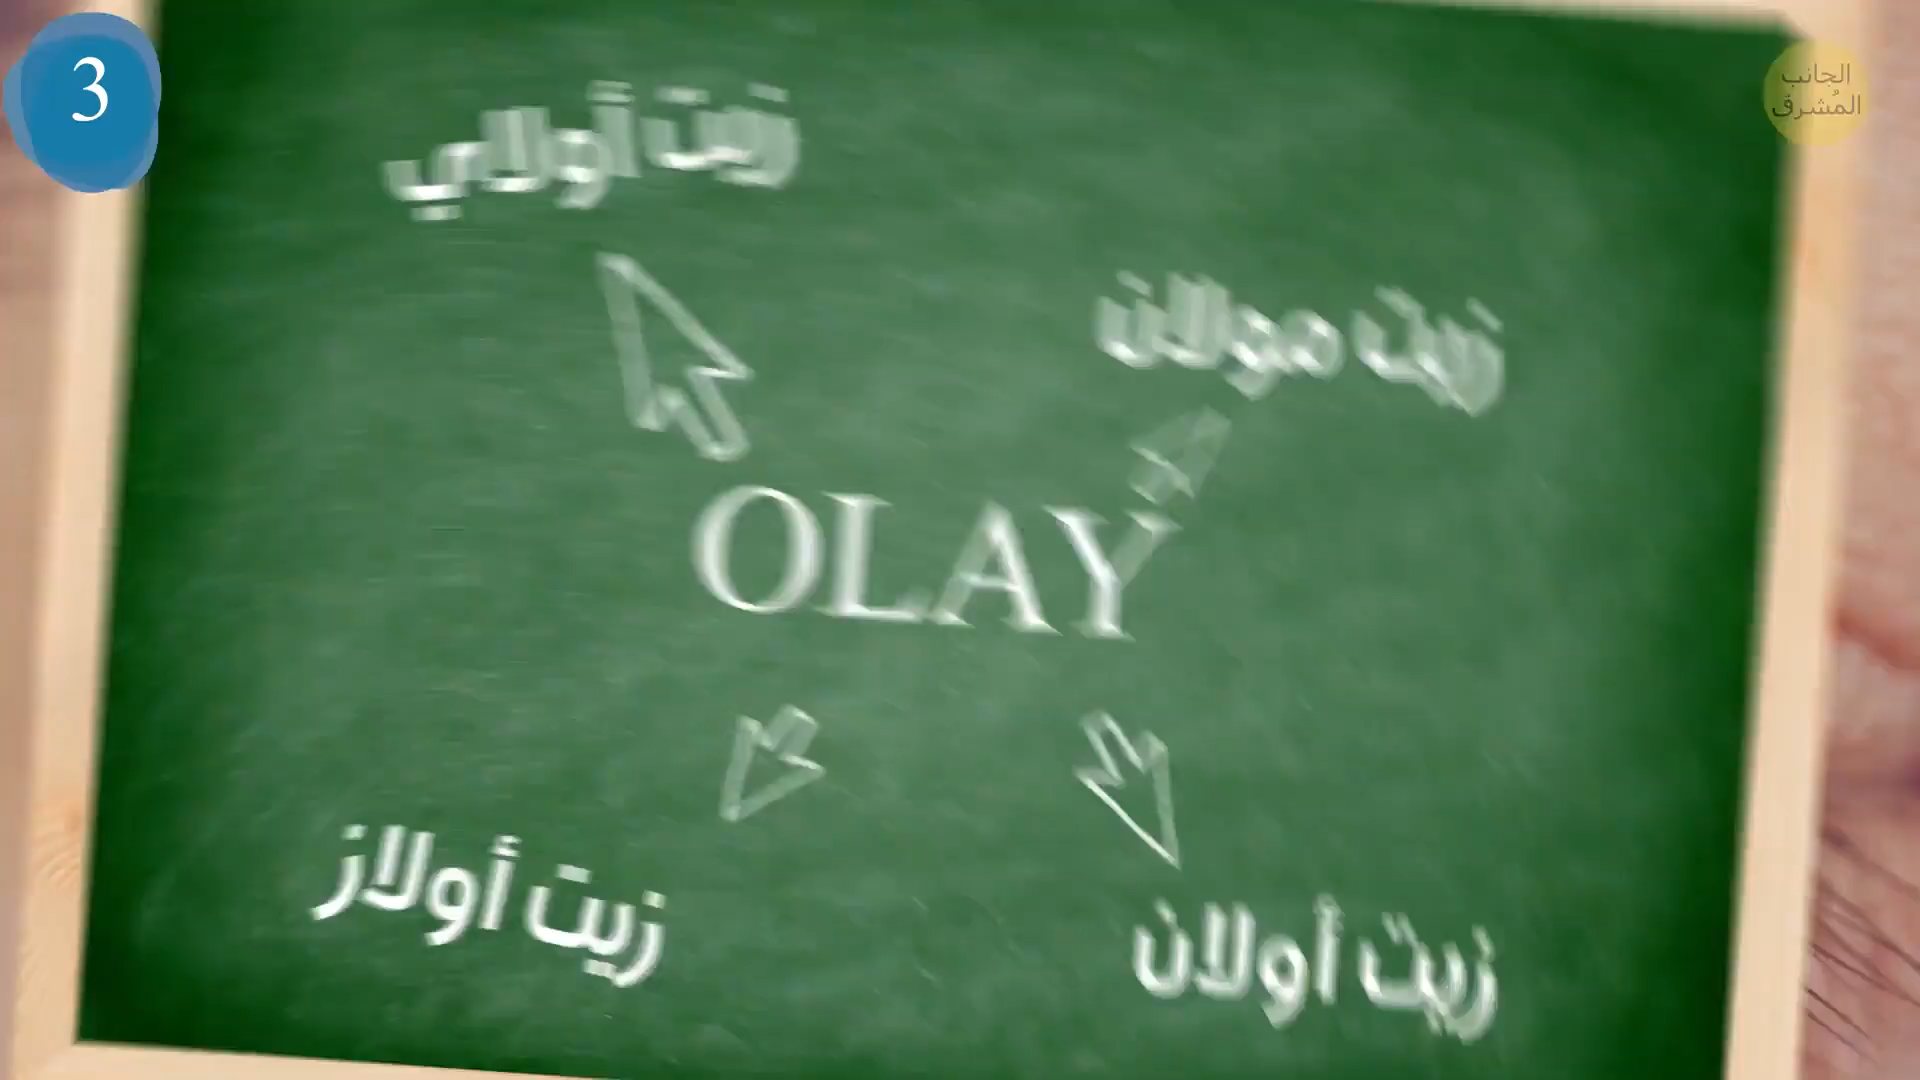 3
الجانب
المُشرق
زيت أولاي
زيت مولان
OLAY
زيت أولاز
زيت أولان